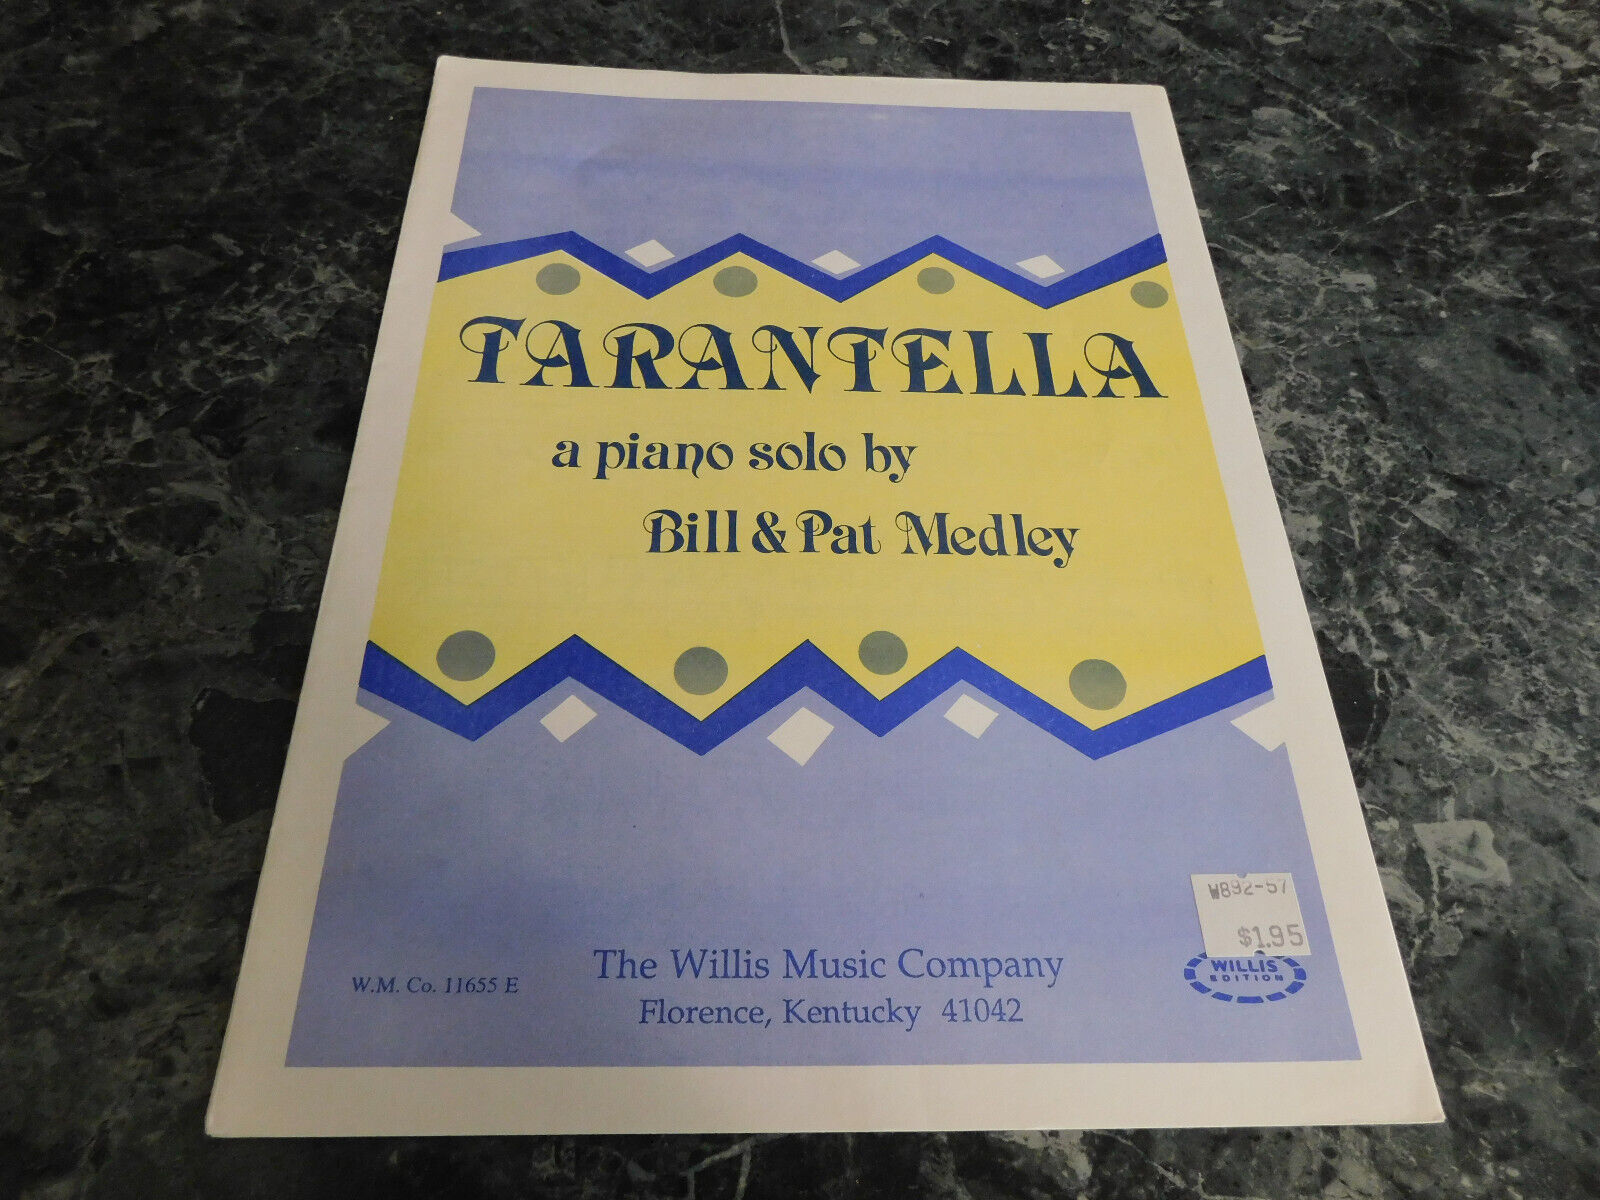 TARANTELLA
a piano solo by
Bill & Pat Medley
W892-57
$1.95
WILLIS
EDITION
The Willis Music Company
W.M. Co. 11655 E
Florence, Kentucky 41042